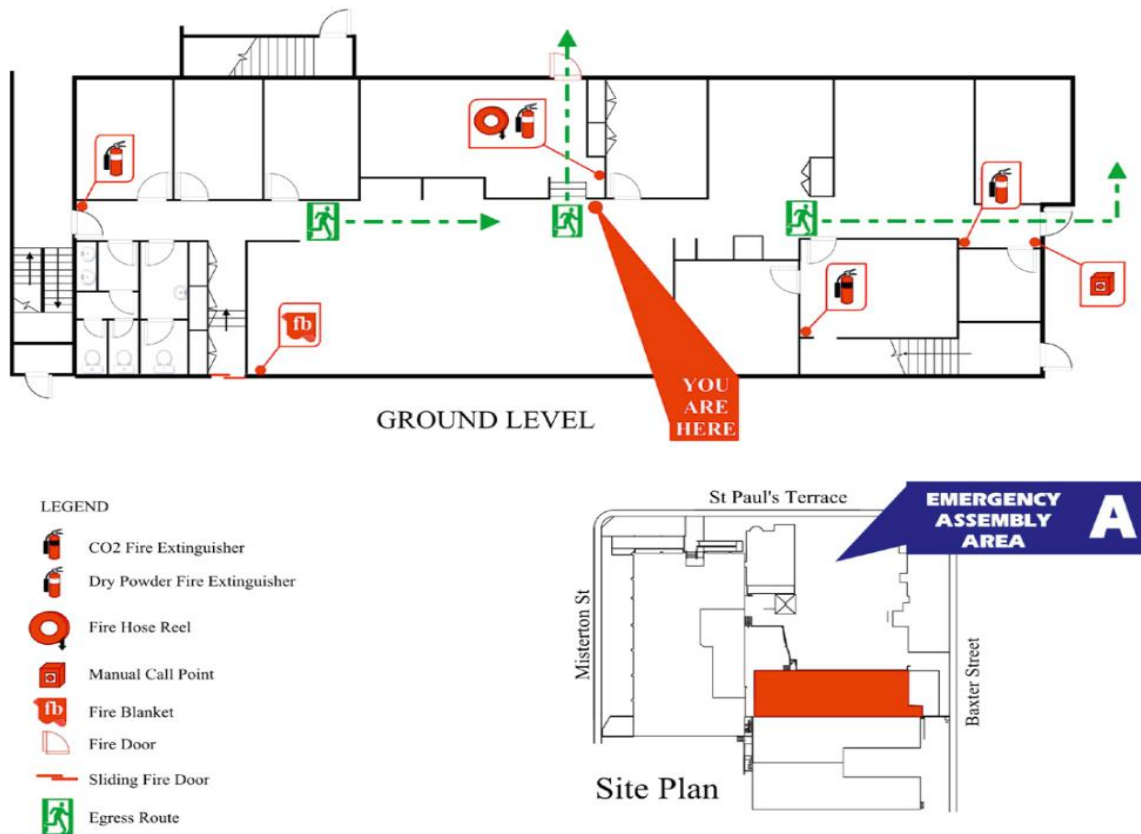 fb
YOU
ARE
HERE
GROUND LEVEL
LEGEND
CO2 Fire Extinguisher
Dry Powder Fire Extinguisher
Fire Hose Reel
Manual Call Point
fb
Fire Blanket
Fire Door
Sliding Fire Door
Egress Route
St Paul's Terrace
EMERGENCY
ASSEMBLY
AREA
A
Misterton St
Baxter Street
Site Plan